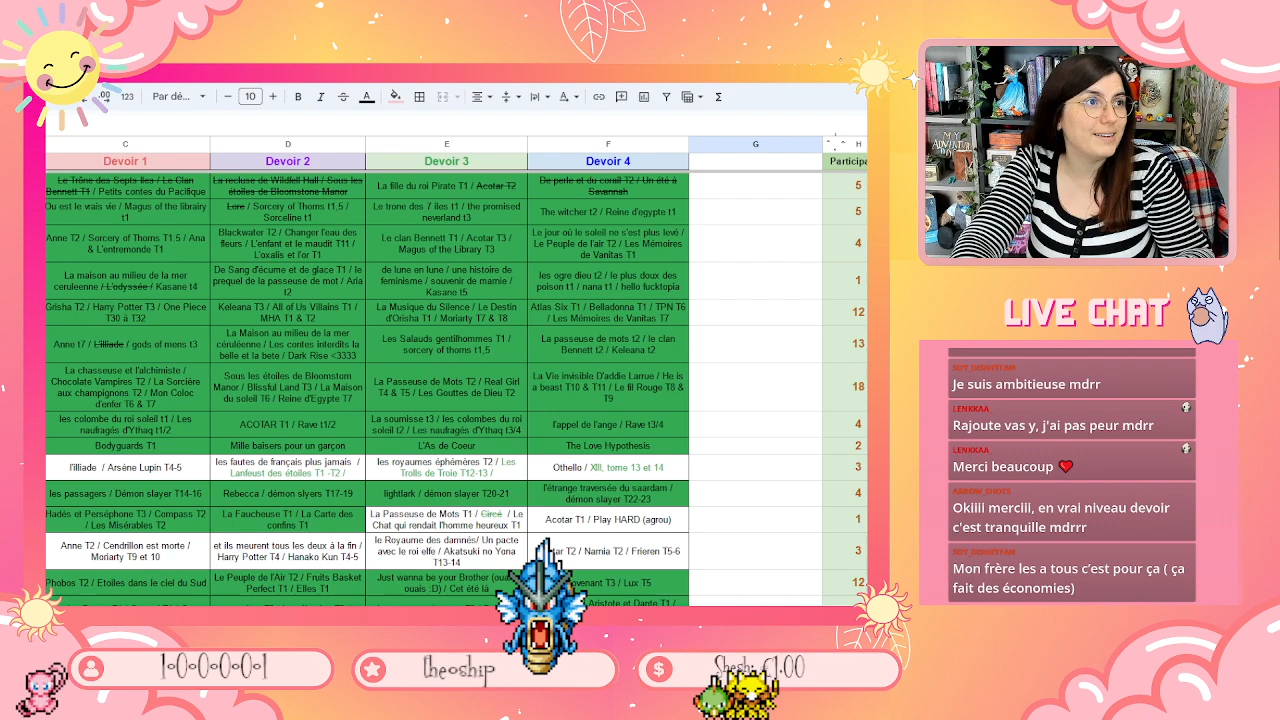 .00 123 Par dé... − 10 + B I S A Σ
C D E F G H
Devoir 1 Devoir 2 Devoir 3 Devoir 4 Participa
Le Trône des Septs Iles / Le Clan
Bennett T1 / Petits contes du Pacifique
La recluse de Wildfell Hall / Sous les
étoiles de Bloomstone Manor
La fille du roi Pirate T1 / Acotar T2
De perle et du corail T2 / Un été à
Savannah
5
Ou est le vrais vie / Magus of the librairy
t1
Lore / Sorcery of Thorns t1,5 /
Sorceline t1
Le trone des 7 iles t1 / the promised
neverland t3
The witcher t2 / Reine d'egypte t1
5
Anne T2 / Sorcery of Thorns T1.5 / Ana
& L'entremonde T1
Blackwater T2 / Changer l'eau des
fleurs / L'enfant et le maudit T11 /
L'oxalis et l'or T1
Le clan Bennett T1 / Acotar T3 /
Magus of the Library T3
Le jour où le soleil ne s'est plus levé /
Le Peuple de l'air T2 / Les Mémoires
de Vanitas T1
4
La maison au milieu de la mer
ceruleenne / L'odyssée / Kasane t4
De Sang d'écume et de glace T1 / le
prequel de la passeuse de mot / Aria
t2
de lune en lune / une histoire de
feminisme / souvenir de mamie /
Kasane t5
les ogre dieu t2 / le plus doux des
poison t1 / nana t1 / hello fucktopia
1
Grisha T2 / Harry Potter T3 / One Piece
T30 à T32
Keleana T3 / All of Us Villains T1 /
MHA T1 & T2
La Musique du Silence / Le Destin
d'Orisha T1 / Moriarty T7 & T8
Atlas Six T1 / Belladonna T1 / TPN T6
/ Les Mémoires de Vanitas T7
12
Anne t7 / L'illiade / gods of mens t3
La Maison au milieu de la mer
céruléenne / Les contes interdits la
belle et la bete / Dark Rise <3333
Les Salauds gentilhommes T1 /
sorcery of thorns t1,5
La passeuse de mots t2 / le clan
Bennett t2 / Keleana t2
13
La chasseuse et l'alchimiste /
Chocolate Vampires T2 / La Sorcière
aux champignons T2 / Mon Coloc
d'enfer T6 & T7
Sous les étoiles de Bloomstom
Manor / Blissful Land T3 / La Maison
du soleil T6 / Reine d'Egypte T7
La Passeuse de Mots T2 / Real Girl
T4 & T5 / Les Gouttes de Dieu T2
La Vie invisible D'addie Larrue / He is
a beast T10 & T11 / Le fil Rouge T8 &
T9
18
les colombe du roi soleil t1 / Les
naufragés d'Ythaq t1/2
ACOTAR T1 / Rave t1/2
La soumisse t3 / les colombes du roi
soleil t2 / Les naufragés d'Ythaq t3/4
l'appel de l'ange / Rave t3/4
4
Bodyguards T1
Mille baisers pour un garçon
L'As de Coeur
The Love Hypothesis
2
l'illiade / Arsène Lupin T4-5
les fautes de français plus jamais /
Lanfeust des étoiles T1 -T2 /
les royaumes éphémères T2 / Les
Trolls de Troie T12-13 /
Othello / XIII, tome 13 et 14
3
les passagers / Démon slayer T14-16
Rebecca / démon slyers T17-19
lightlark / démon slayer T20-21
l'étrange traversée du saardam /
démon slayer T22-23
4
Hadès et Perséphone T3 / Compass T2
/ Les Misérables T2
La Faucheuse T1 / La Carte des
confins T1
La Passeuse de Mots T1 / Circé / Le
Chat qui rendait l'homme heureux T1
Acotar T1 / Play HARD (agrou)
1
Anne T2 / Cendrillon est morte /
Moriarty T9 et 10
et ils meurent tous les deux à la fin /
Harry Potter T4 / Hanako Kun T4-5
le Royaume des damnés/ Un pacte
avec le roi elfe / Akatsuki no Yona
T13-14
tar T2 / Narnia T2 / Frieren T5-6
3
Phobos T2 / Etoiles dans le ciel du Sud
Le Peuple de l'Air T2 / Fruits Basket
Perfect T1 / Elles T1
Just wanna be your Brother (oua
ouais :D) / Cet été là
venant T3 / Lux T5
12
Aristote et Dante T1 /
MY
ADVENTURE
LIVE CHAT
Je suis ambitieuse mdrr
LENKKAA_
Rajoute vas y, j'ai pas peur mdrr
LENKKAA_
Merci beaucoup ❤
ARROW_SHOTS
Okiii merciii, en vrai niveau devoir
c'est tranquille mdrrr
Mon frère les a tous c'est pour ça ( ça
fait des économies)
theoship